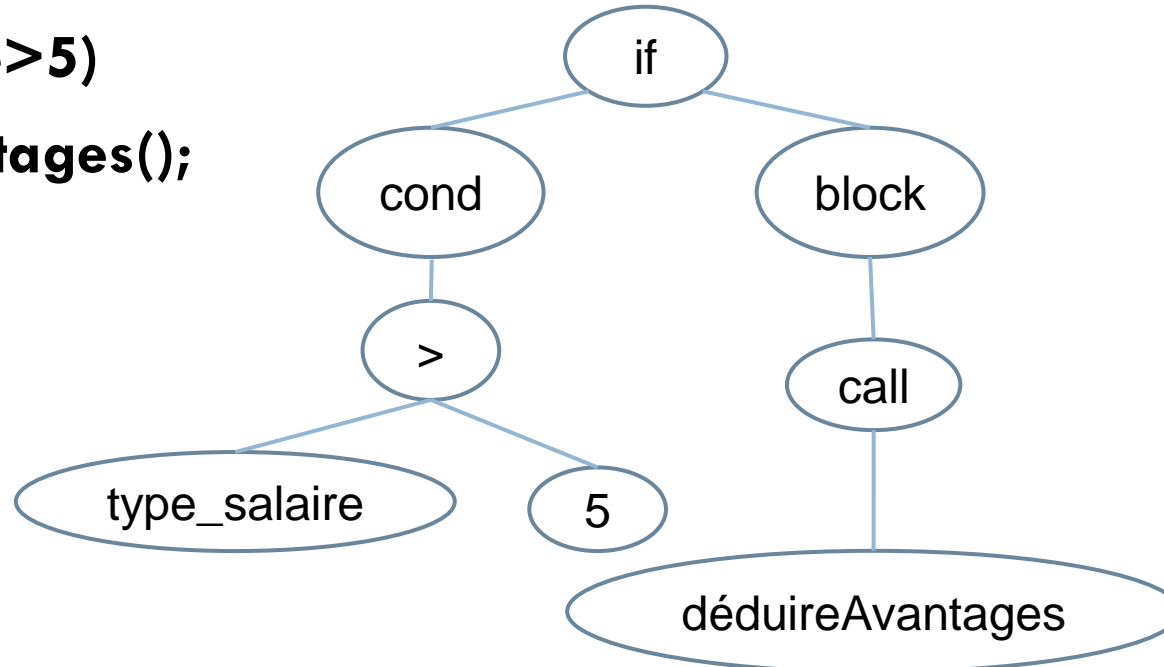 >5)
if
tages();
cond
block
>
call
type_salaire
5
déduireAvantages